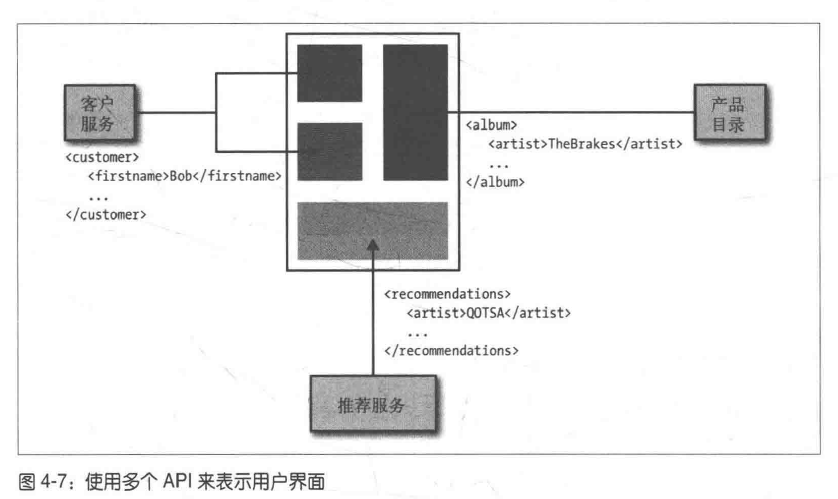 客户
服务
<customer>
<firstname>Bob</firstname>
...
</customer>
产品
目录
<album>
<artist>TheBrakes</artist>
...
</album>
<recommendations>
<artist>QOTSA</artist>
...
</recommendations>
推荐服务
图 4-7：使用多个 API 来表示用户界面